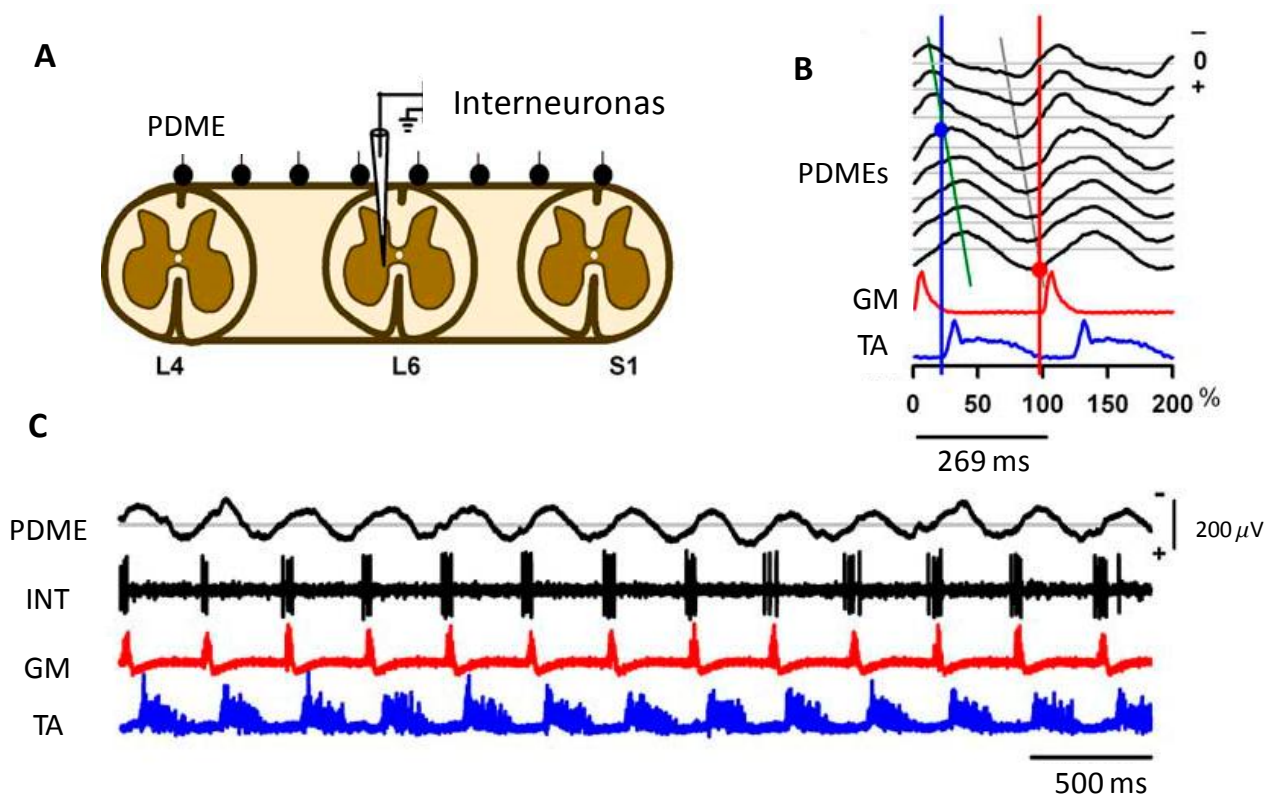 A
PDME
Interneuronas
L4
L6
S1
B
−
0
+
PDMEs
GM
TA
0 50 100 150 200 %
269 ms
C
PDME
-
+
200 μV
INT
GM
TA
500 ms